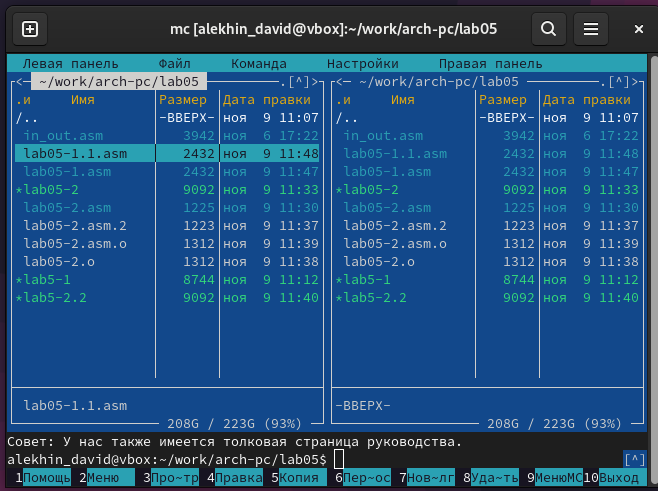 mc [alekhin_david@vbox]:~/work/arch-pc/lab05
Левая панель Файл Команда Настройки Правая панель
<— ~/work/arch-pc/lab05 .[^]> <— ~/work/arch-pc/lab05 .[^]>
.и Имя Размер Дата правки .и Имя Размер Дата правки
/.. -ВВЕРХ- ноя 9 11:07 /.. -ВВЕРХ- ноя 9 11:07
in_out.asm 3942 ноя 6 17:22 in_out.asm 3942 ноя 6 17:22
lab05-1.1.asm 2432 ноя 9 11:48 lab05-1.1.asm 2432 ноя 9 11:48
lab05-1.asm 2432 ноя 9 11:47 lab05-1.asm 2432 ноя 9 11:47
*lab05-2 9092 ноя 9 11:33 *lab05-2 9092 ноя 9 11:33
lab05-2.asm 1225 ноя 9 11:30 lab05-2.asm 1225 ноя 9 11:30
lab05-2.asm.2 1223 ноя 9 11:37 lab05-2.asm.2 1223 ноя 9 11:37
lab05-2.asm.o 1312 ноя 9 11:39 lab05-2.asm.o 1312 ноя 9 11:39
lab05-2.o 1312 ноя 9 11:38 lab05-2.o 1312 ноя 9 11:38
*lab5-1 8744 ноя 9 11:12 *lab5-1 8744 ноя 9 11:12
*lab5-2.2 9092 ноя 9 11:40 *lab5-2.2 9092 ноя 9 11:40
lab05-1.1.asm -ВВЕРХ-
208G / 223G (93%) 208G / 223G (93%)
Совет: У нас также имеется толковая страница руководства.
alekhin_david@vbox:~/work/arch-pc/lab05$ [^]
1Помощь 2Меню 3Про~тр 4Правка 5Копия 6Пер~ос 7Нов~лг 8Уда~ть 9МенюMC 10Выход